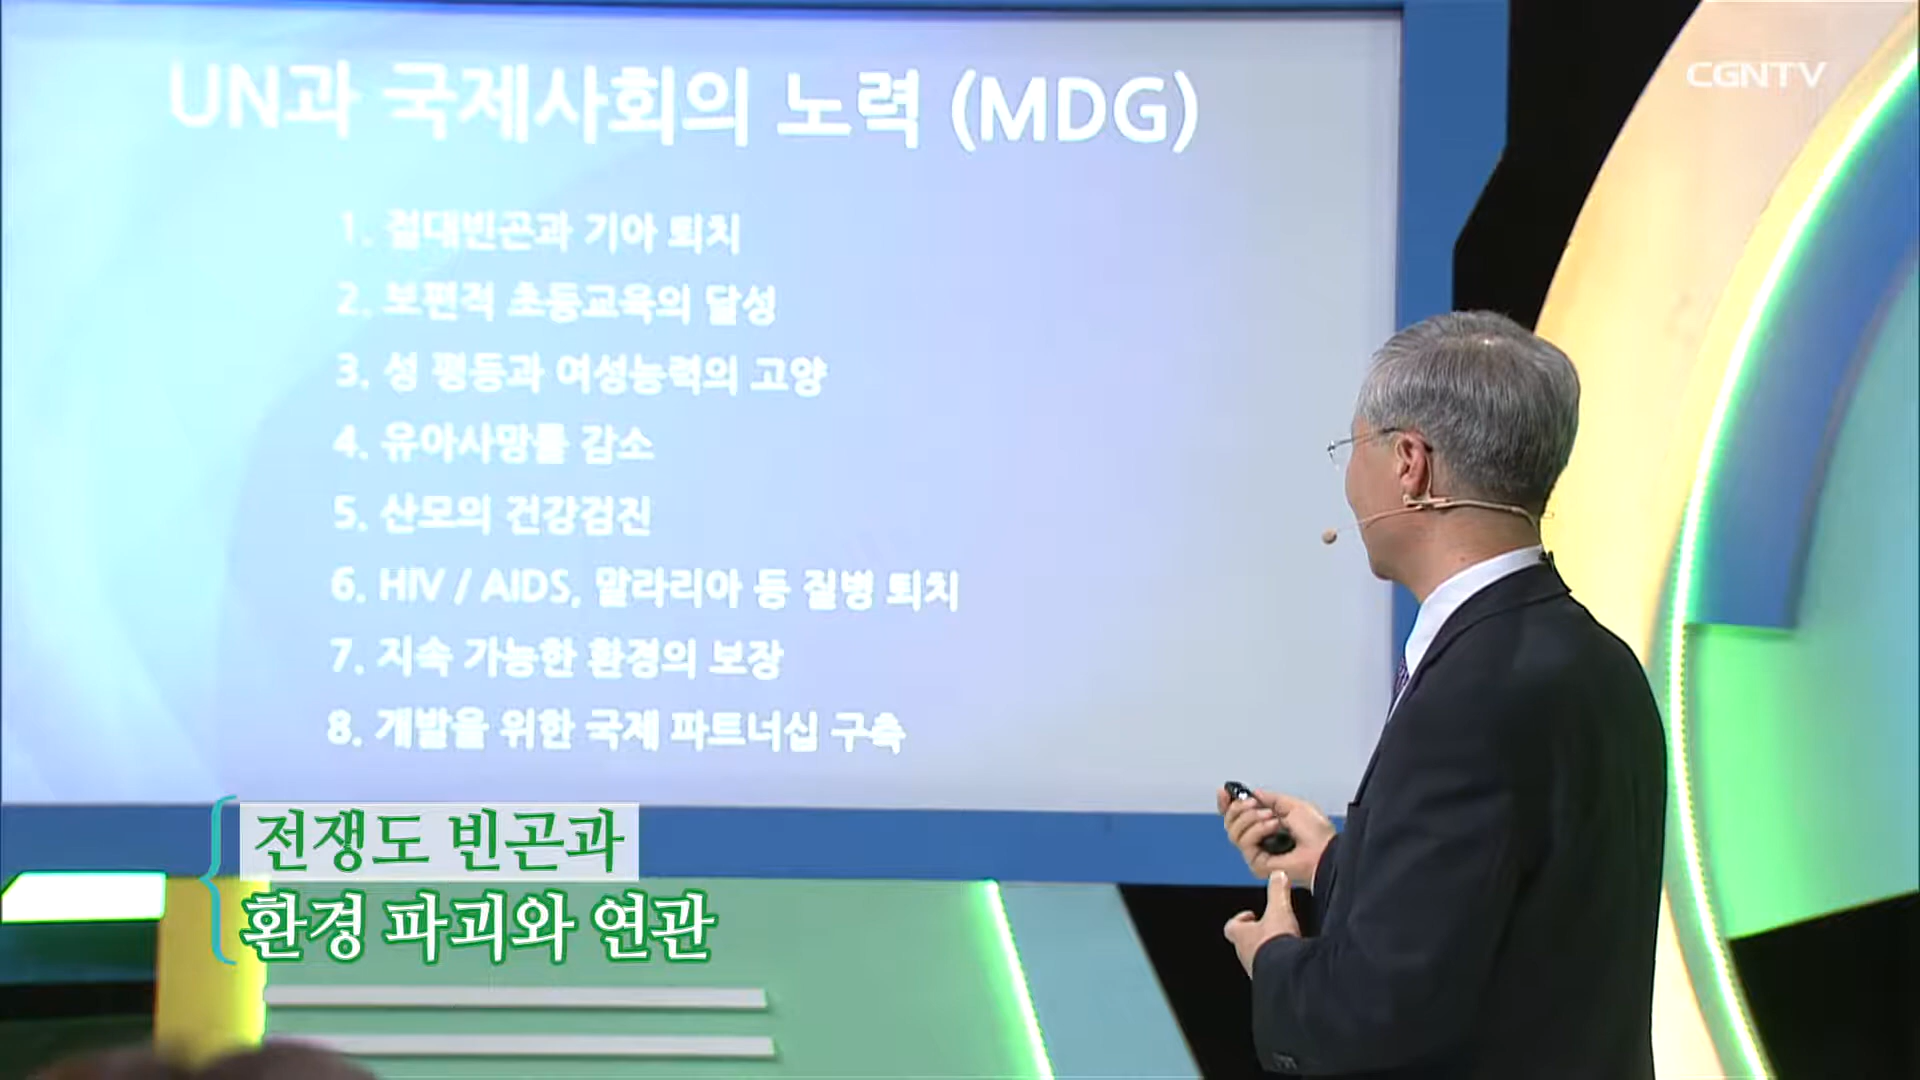 UN과 국제사회의 노력 (MDG)
CGNTV
1. 절대빈곤과 기아 퇴치
2. 보편적 초등교육의 달성
3. 성 평등과 여성능력의 고양
4. 유아사망률 감소
5. 산모의 건강검진
6. HIV / AIDS, 말라리아 등 질병 퇴치
7. 지속 가능한 환경의 보장
8. 개발을 위한 국제 파트너십 구축
전쟁도 빈곤과
환경 파괴와 연관